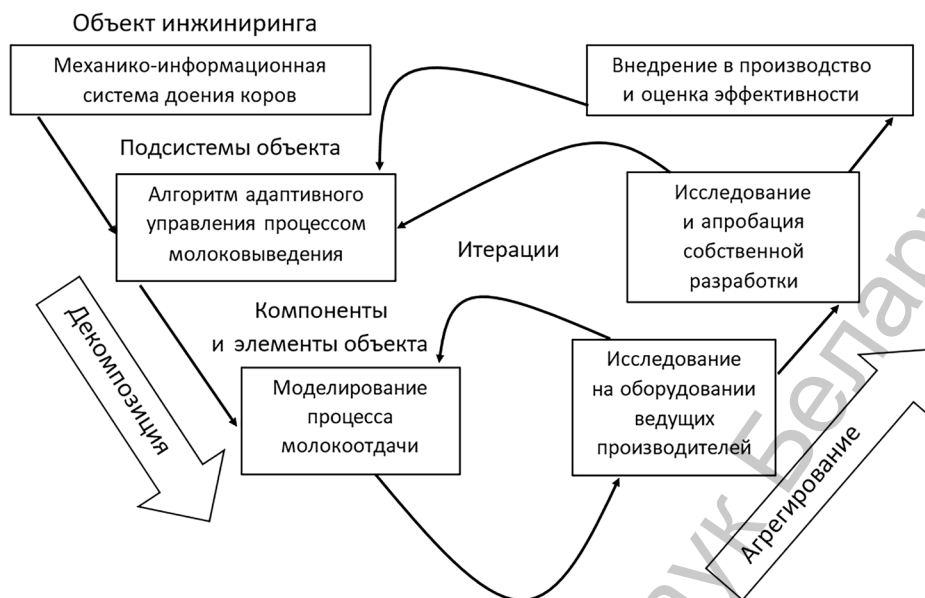 Объект инжиниринга
Механико-информационная
система доения коров
Внедрение в производство
и оценка эффективности
Подсистемы объекта
Алгоритм адаптивного
управления процессом
молоковыведения
Исследование
и апробация
собственной
разработки
Итерации
Компоненты
и элементы объекта
Моделирование
процесса
молокоотдачи
Исследование
на оборудовании
ведущих
производителей
Декомпозиция
Агрегирование